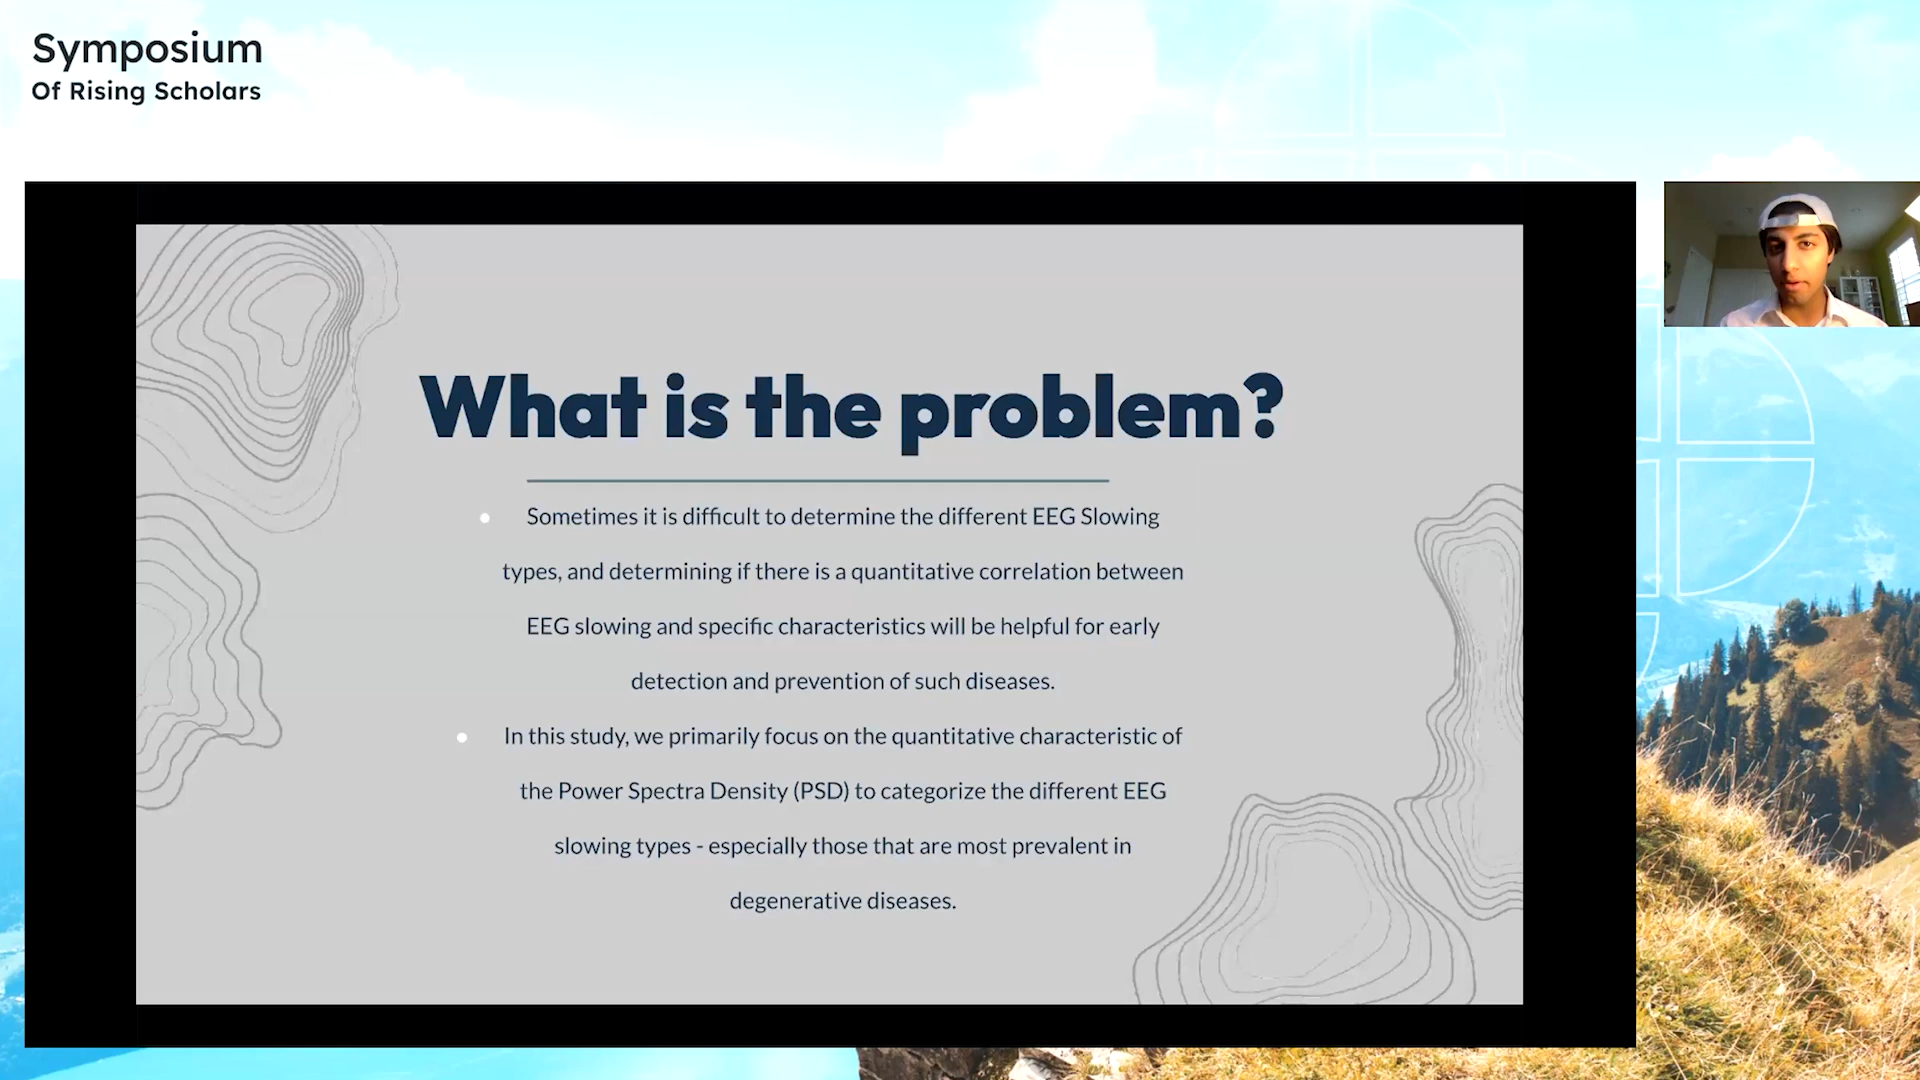 Symposium
Of Rising Scholars
What is the problem?
Sometimes it is difficult to determine the different EEG Slowing
types, and determining if there is a quantitative correlation between
EEG slowing and specific characteristics will be helpful for early
detection and prevention of such diseases.
In this study, we primarily focus on the quantitative characteristic of
the Power Spectra Density (PSD) to categorize the different EEG
slowing types - especially those that are most prevalent in
degenerative diseases.